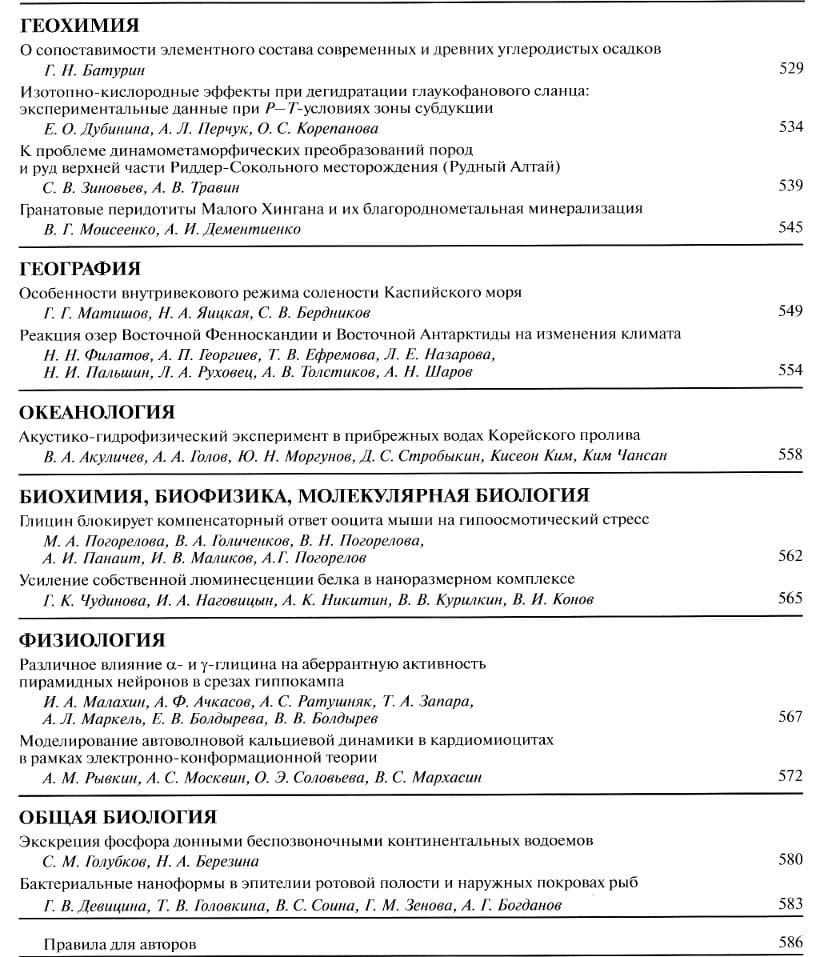 ГЕОХИМИЯ
О сопоставимости элементного состава современных и древних углеродистых осадков
Г. Н. Батурин 529
Изотопно-кислородные эффекты при дегидратации глаукофанового сланца:
экспериментальные данные при P–T-условиях зоны субдукции
Е. О. Дубинина, А. Л. Перчук, О. С. Корепанова 534
К проблеме динамометаморфических преобразований пород
и руд верхней части Риддер-Сокольного месторождения (Рудный Алтай)
С. В. Зиновьев, А. В. Травин 539
Гранатовые перидотиты Малого Хингана и их благороднометальная минерализация
В. Г. Моисеенко, А. И. Дементиенко 545
ГЕОГРАФИЯ
Особенности внутривекового режима солености Каспийского моря
Г. Г. Матишов, Н. А. Яицкая, С. В. Бердников 549
Реакция озер Восточной Фенноскандии и Восточной Антарктиды на изменения климата
Н. Н. Филатов, А. П. Георгиев, Т. В. Ефремова, Л. Е. Назарова,
Н. И. Пальшин, Л. А. Руховец, А. В. Толстиков, А. Н. Шаров 554
ОКЕАНОЛОГИЯ
Акустико-гидрофизический эксперимент в прибрежных водах Корейского пролива
В. А. Акуличев, А. А. Голов, Ю. Н. Моргунов, Д. С. Стробыкин, Кисеон Ким, Ким Чансан 558
БИОХИМИЯ, БИОФИЗИКА, МОЛЕКУЛЯРНАЯ БИОЛОГИЯ
Глицин блокирует компенсаторный ответ ооцита мыши на гипоосмотический стресс
М. А. Погорелова, В. А. Голиченков, В. Н. Погорелова,
А. И. Панаит, И. В. Маликов, А.Г. Погорелов 562
Усиление собственной люминесценции белка в наноразмерном комплексе
Г. К. Чудинова, И. А. Наговицын, А. К. Никитин, В. В. Курилкин, В. И. Конов 565
ФИЗИОЛОГИЯ
Различное влияние α- и γ-глицина на аберрантную активность
пирамидных нейронов в срезах гиппокампа
И. А. Малахин, А. Ф. Ачкасов, А. С. Ратушняк, Т. А. Запара,
А. Л. Маркель, Е. В. Болдырева, В. В. Болдырев 567
Моделирование автоволновой кальциевой динамики в кардиомиоцитах
в рамках электронно-конформационной теории
А. М. Рывкин, А. С. Москвин, О. Э. Соловьева, В. С. Мархасин 572
ОБЩАЯ БИОЛОГИЯ
Экскреция фосфора донными беспозвоночными континентальных водоемов
С. М. Голубков, Н. А. Березина 580
Бактериальные наноформы в эпителии ротовой полости и наружных покровах рыб
Г. В. Девицина, Т. В. Головкина, В. С. Соина, Г. М. Зенова, А. Г. Богданов 583
Правила для авторов 586